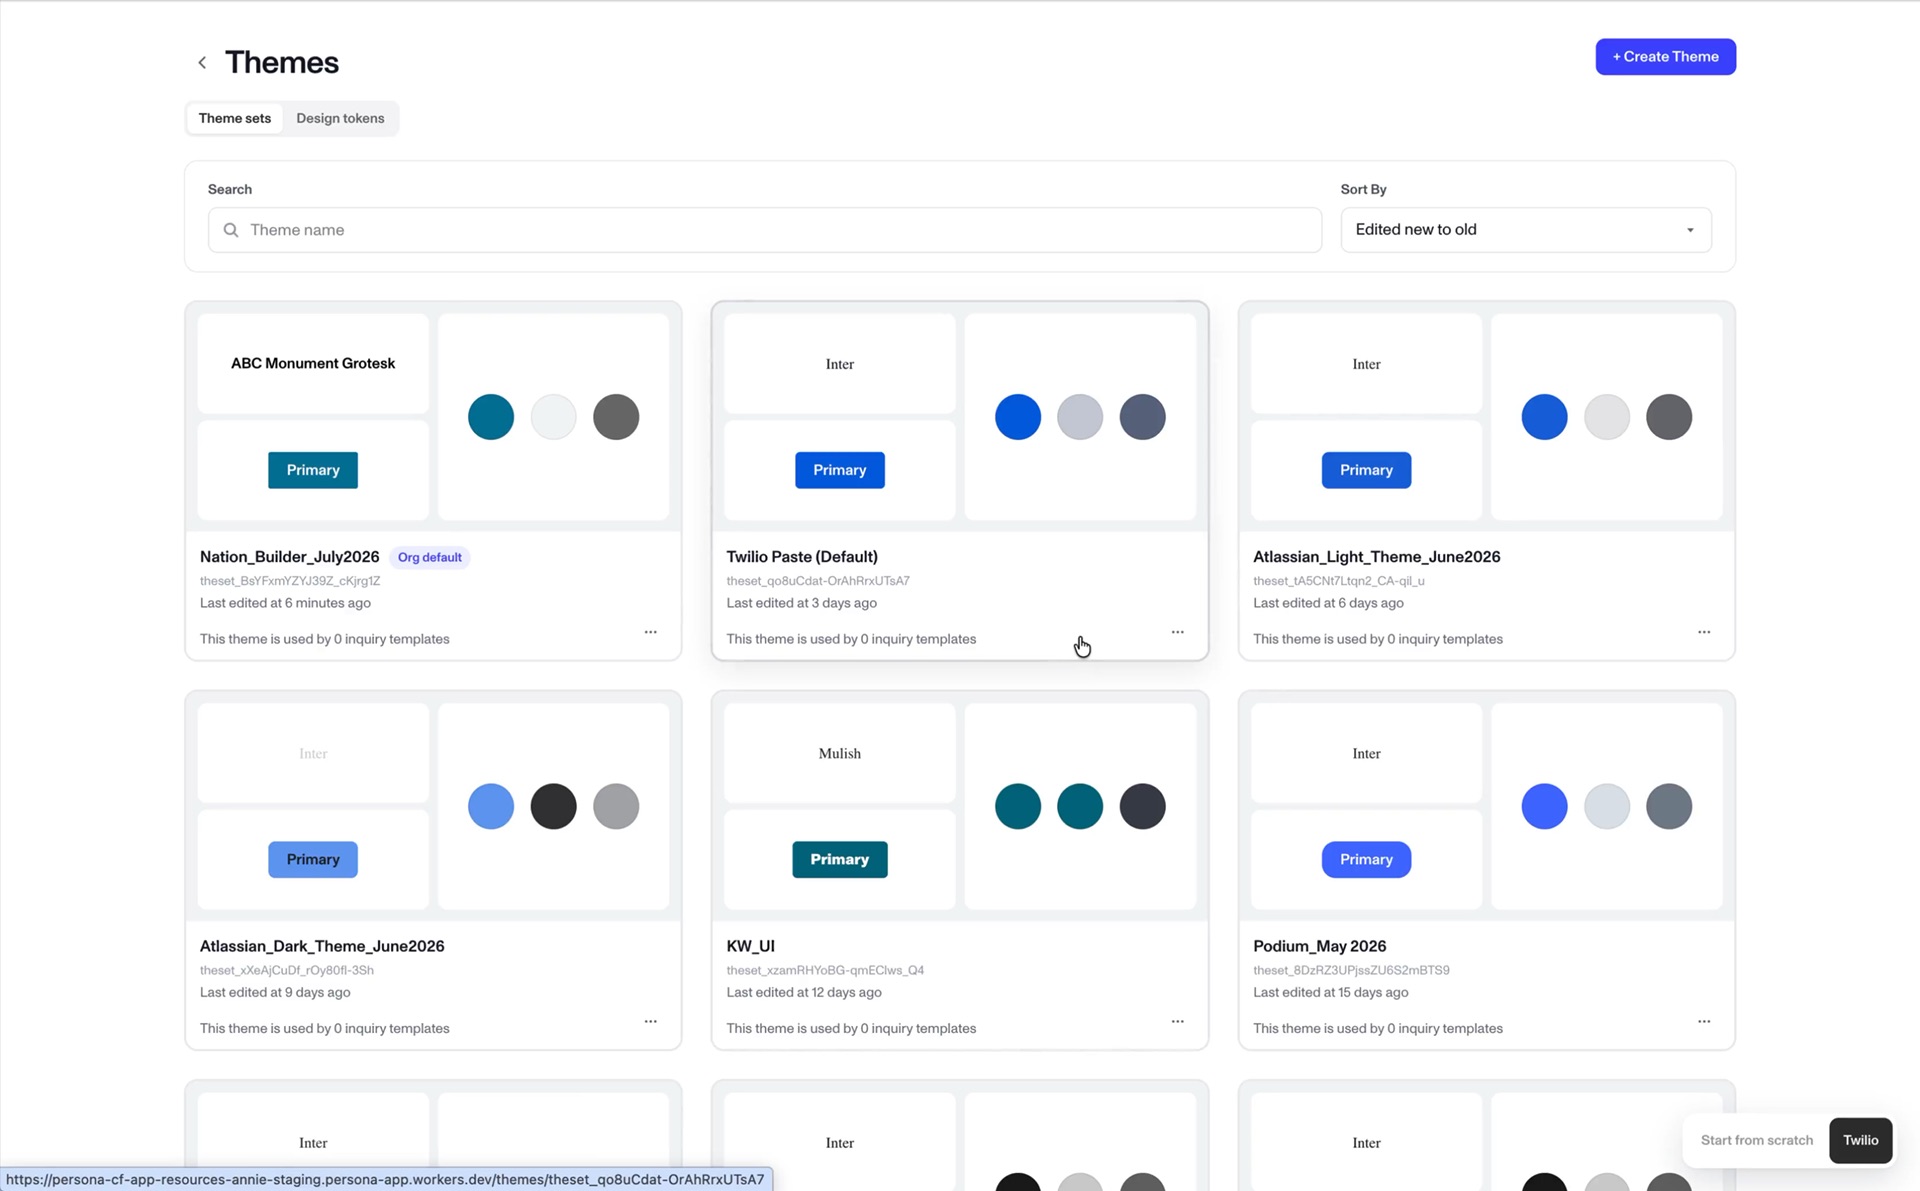 Themes
+ Create Theme
Theme sets
Design tokens
Search
Sort By
Theme name
Edited new to old
ABC Monument Grotesk
Primary
Nation_Builder_July2026
Org default
theset_BsYFxmYZYJ39Z_cKjrg1Z
Last edited at 6 minutes ago
This theme is used by 0 inquiry templates
Inter
Primary
Twilio Paste (Default)
theset_qo8uCdat-OrAhRrxUTsA7
Last edited at 3 days ago
This theme is used by 0 inquiry templates
Inter
Primary
Atlassian_Light_Theme_June2026
theset_tA5CNt7Ltqn2_CA-qil_u
Last edited at 6 days ago
This theme is used by 0 inquiry templates
Inter
Primary
Atlassian_Dark_Theme_June2026
theset_xXeAjCuDf_rOy80fl-3Sh
Last edited at 9 days ago
This theme is used by 0 inquiry templates
Mulish
Primary
KW_UI
theset_xzamRHYoBG-qmEClws_Q4
Last edited at 12 days ago
This theme is used by 0 inquiry templates
Inter
Primary
Podium_May 2026
theset_8DzRZ3UPjssZU6S2mBTS9
Last edited at 15 days ago
This theme is used by 0 inquiry templates
Inter
Inter
Inter
Start from scratch
Twilio
https://persona-cf-app-resources-annie-staging.persona-app.workers.dev/themes/theset_qo8uCdat-OrAhRrxUTsA7